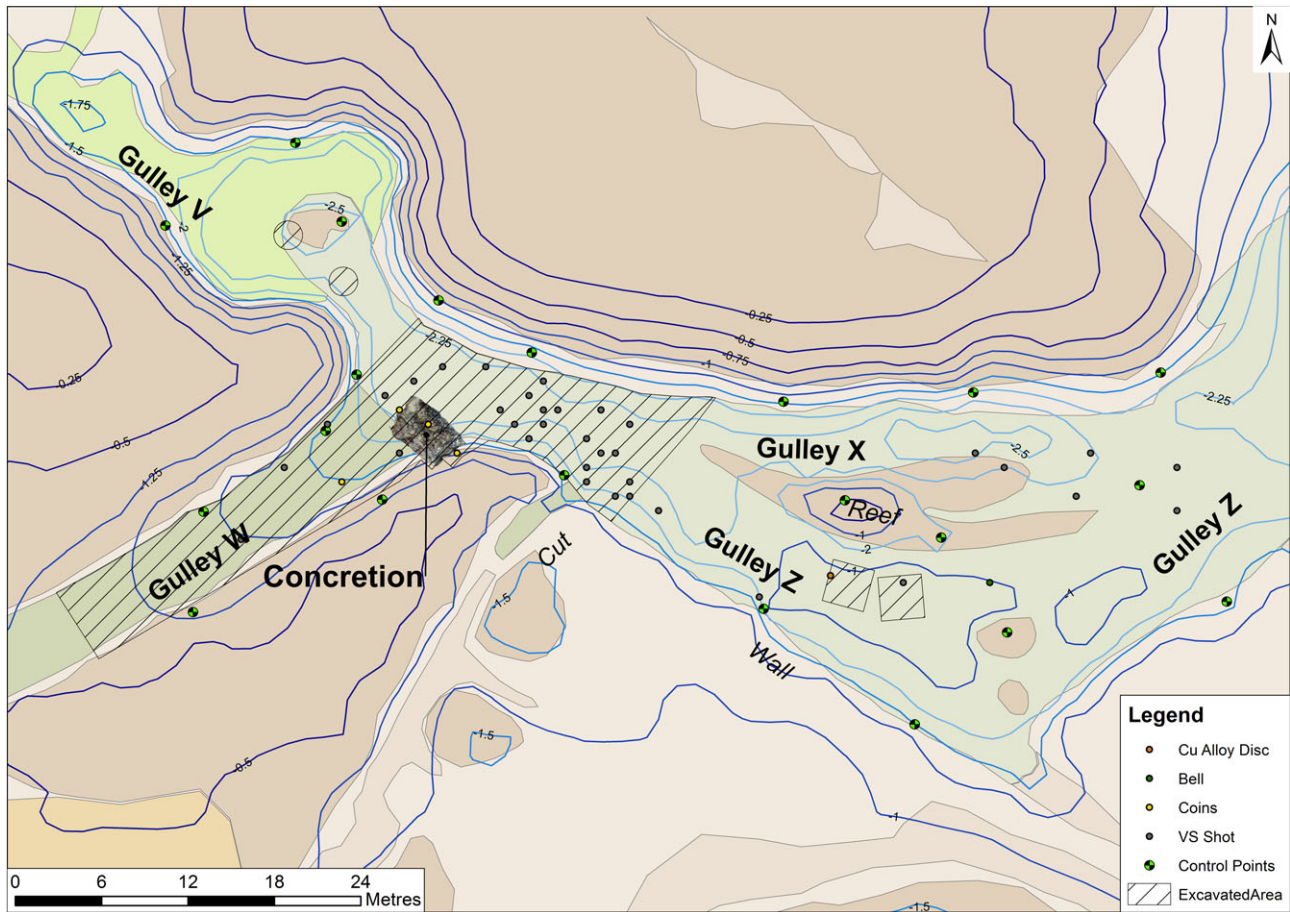 N
-1.75
-1.5
Gulley V
-2.5
-2
-1.25
-0.25
-0.5
-0.75
-1
-2.25
-2.25
0.25
-0.5
-1.25
Gulley X
-2.5
Reef
-1
-2
Gulley Z
Gulley Z
-1
-1
Gulley W
Concretion
Cut
-1.5
Wall
-1.5
-0.5
-1
-1.5
Legend
Cu Alloy Disc
Bell
Coins
VS Shot
Control Points
ExcavatedArea
0 6 12 18 24
Metres